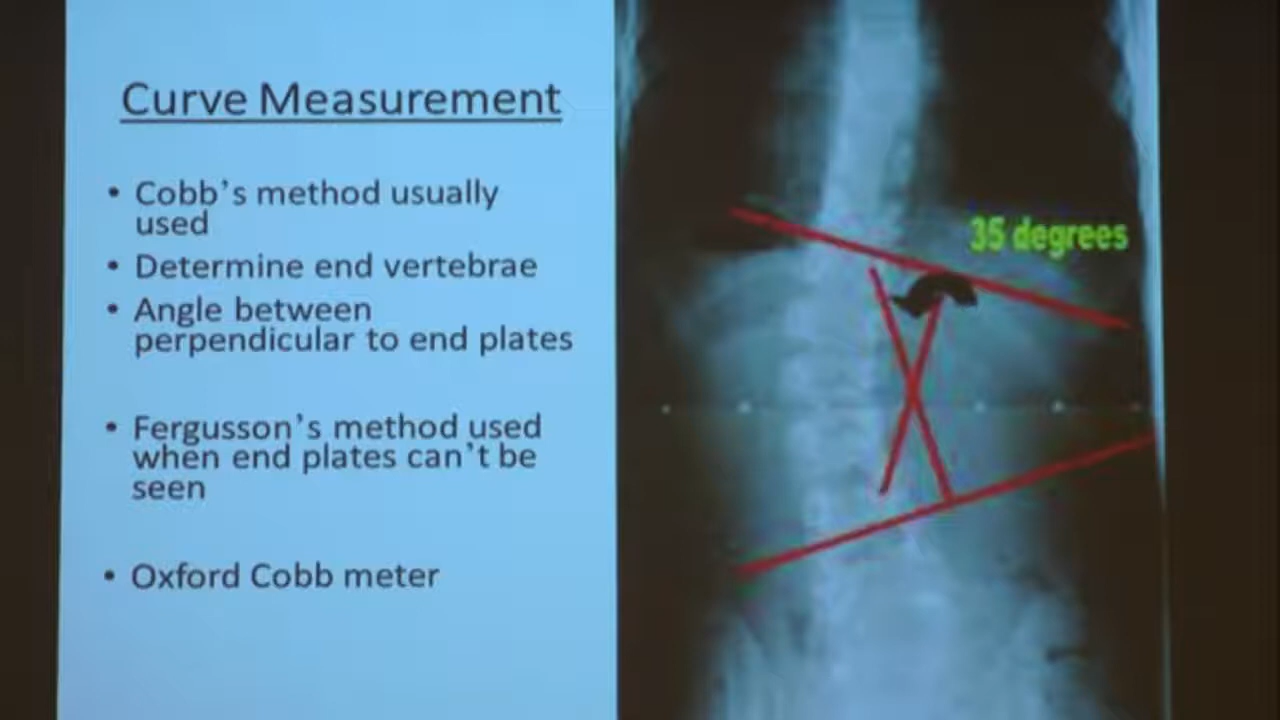 Curve Measurement
• Cobb's method usually
used
• Determine end vertebrae
• Angle between
perpendicular to end plates
• Fergusson's method used
when end plates can't be
seen
• Oxford Cobb meter
35 degrees